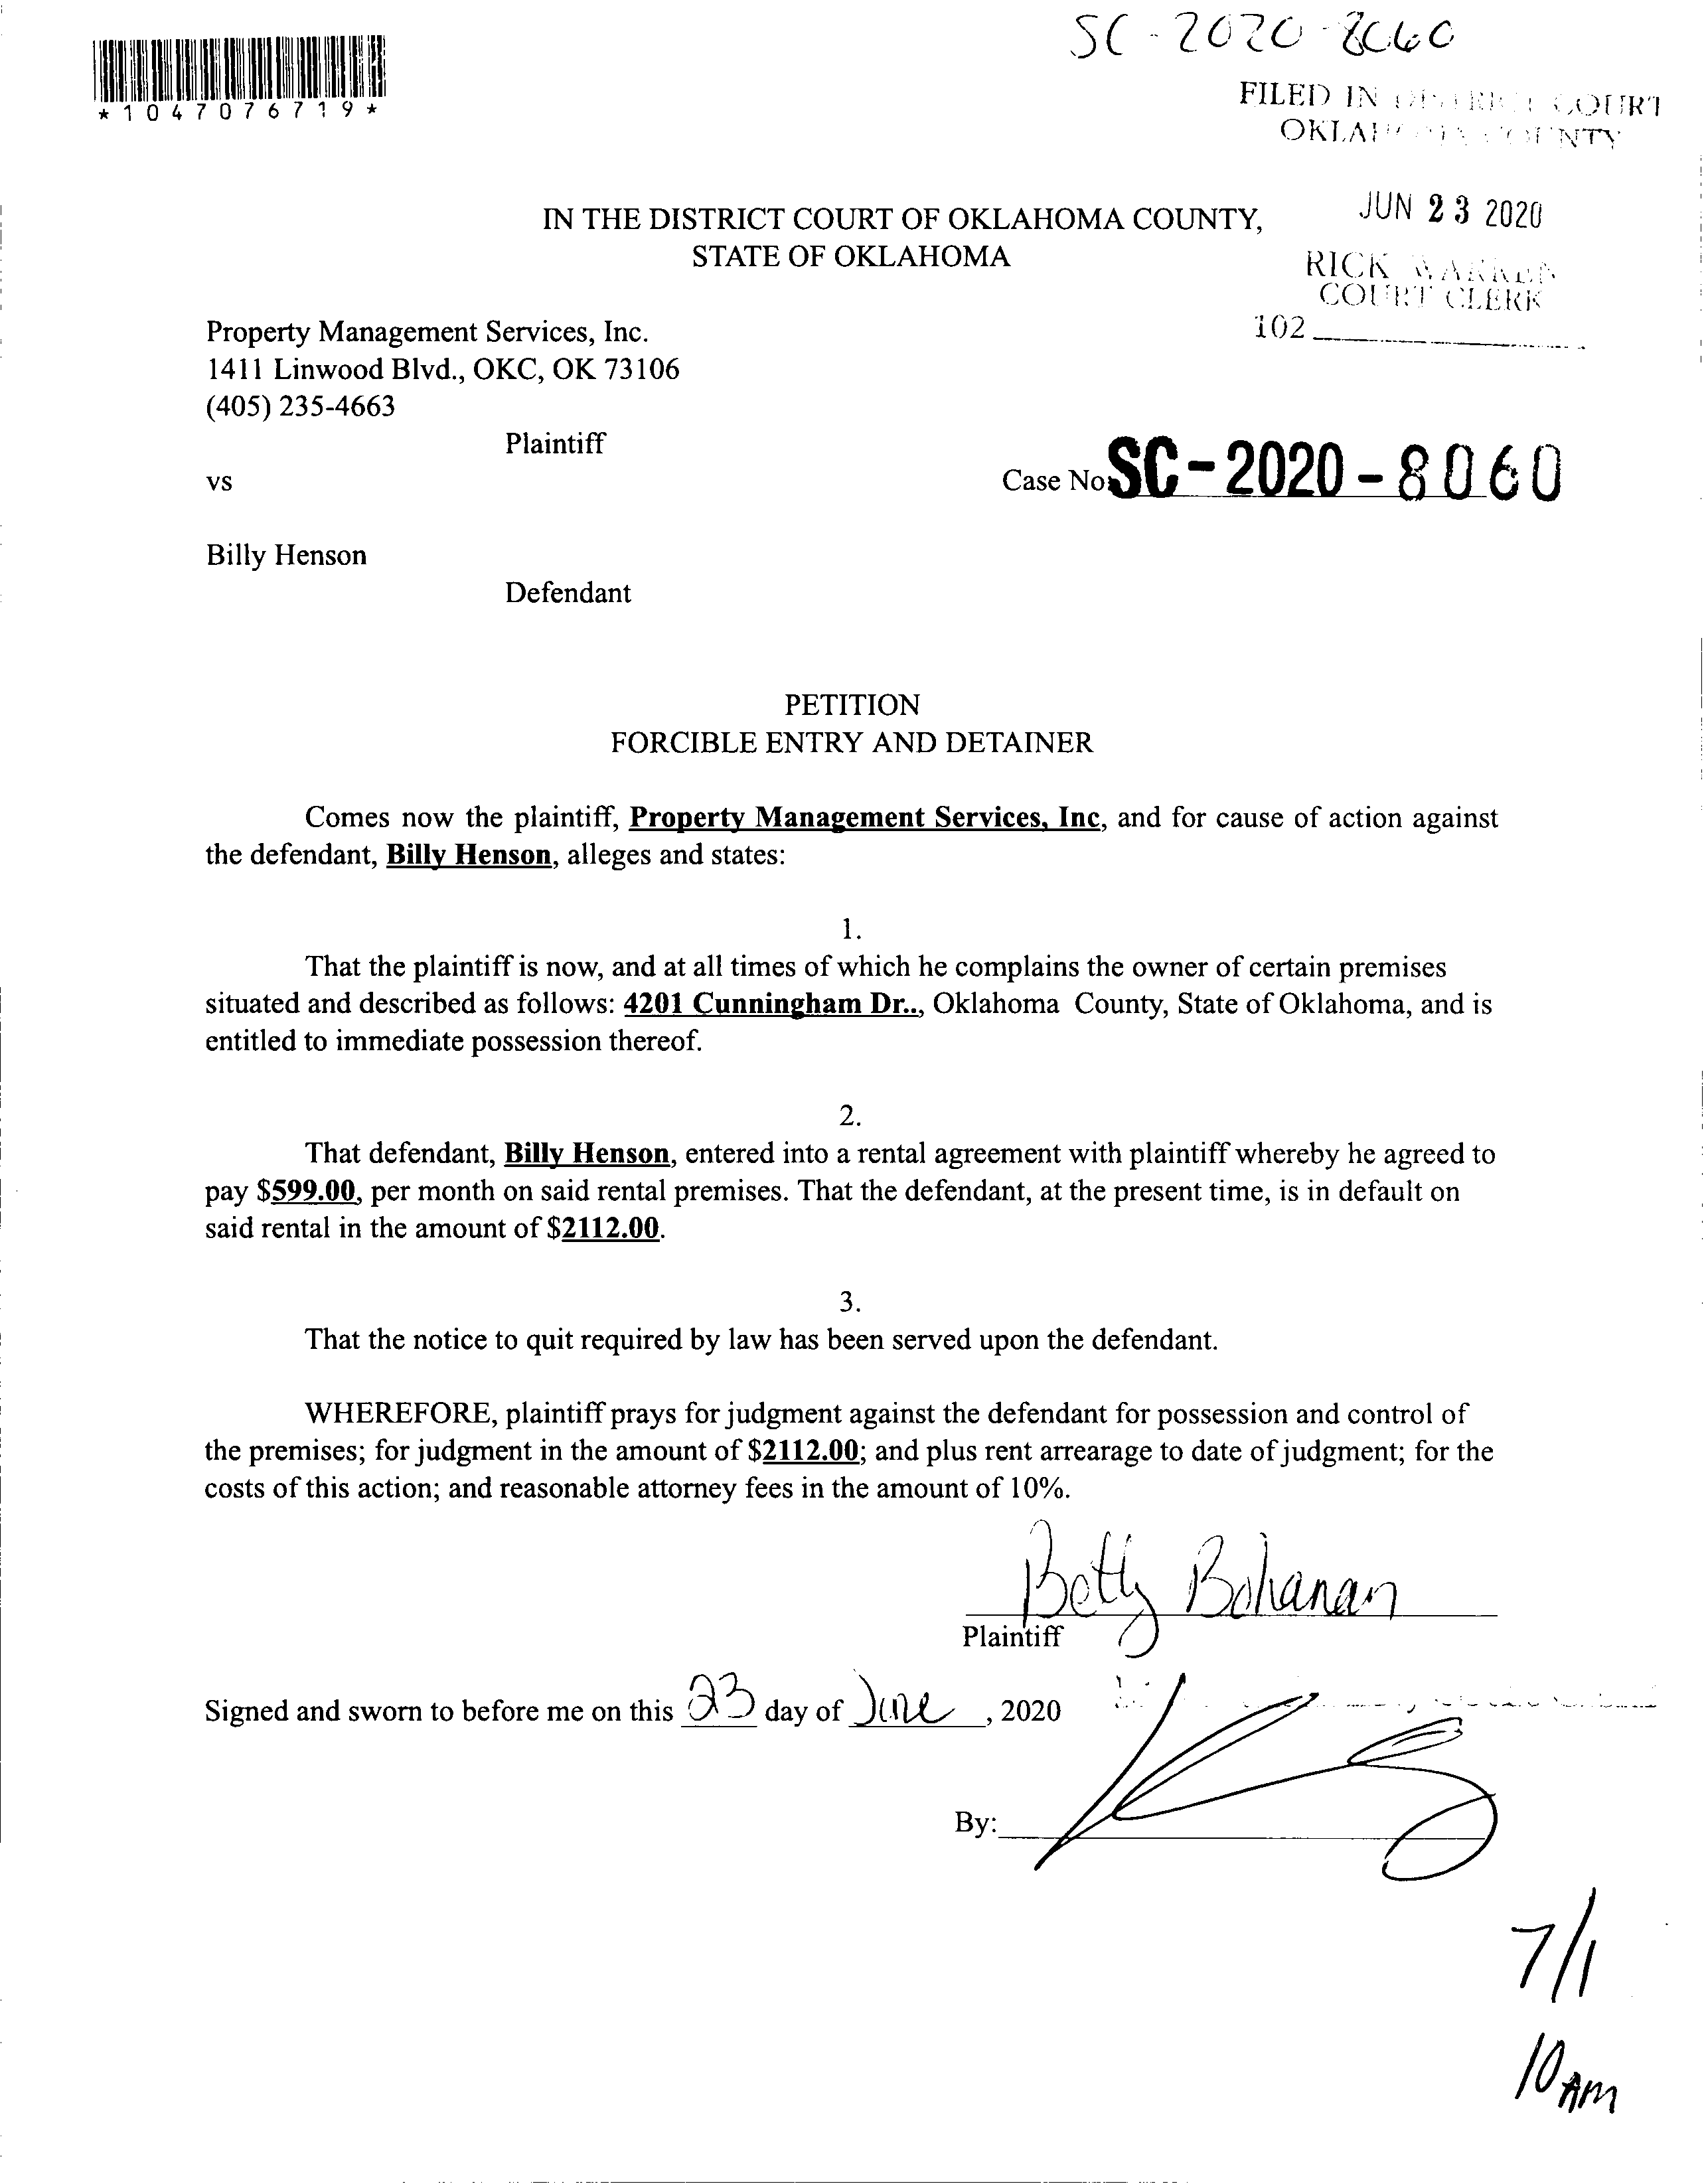 SC-2020-8060
*1047076719*
FILED IN DISTRICT COURT
OKLAHOMA COUNTY
JUN 23 2020
RICK WARREN
COURT CLERK
102
IN THE DISTRICT COURT OF OKLAHOMA COUNTY,
STATE OF OKLAHOMA
Property Management Services, Inc.
1411 Linwood Blvd., OKC, OK 73106
(405) 235-4663
Plaintiff
vs
Case No. SC-2020-8060
Billy Henson
Defendant
PETITION
FORCIBLE ENTRY AND DETAINER
Comes now the plaintiff, Property Management Services, Inc, and for cause of action against
the defendant, Billy Henson, alleges and states:
1.
That the plaintiff is now, and at all times of which he complains the owner of certain premises
situated and described as follows: 4201 Cunningham Dr.., Oklahoma County, State of Oklahoma, and is
entitled to immediate possession thereof.
2.
That defendant, Billy Henson, entered into a rental agreement with plaintiff whereby he agreed to
pay $599.00, per month on said rental premises. That the defendant, at the present time, is in default on
said rental in the amount of $2112.00.
3.
That the notice to quit required by law has been served upon the defendant.
WHEREFORE, plaintiff prays for judgment against the defendant for possession and control of
the premises; for judgment in the amount of $2112.00; and plus rent arrearage to date of judgment; for the
costs of this action; and reasonable attorney fees in the amount of 10%.
Betty Bohanan
Plaintiff
Signed and sworn to before me on this 23 day of June, 2020
By:
7/1
10 AM